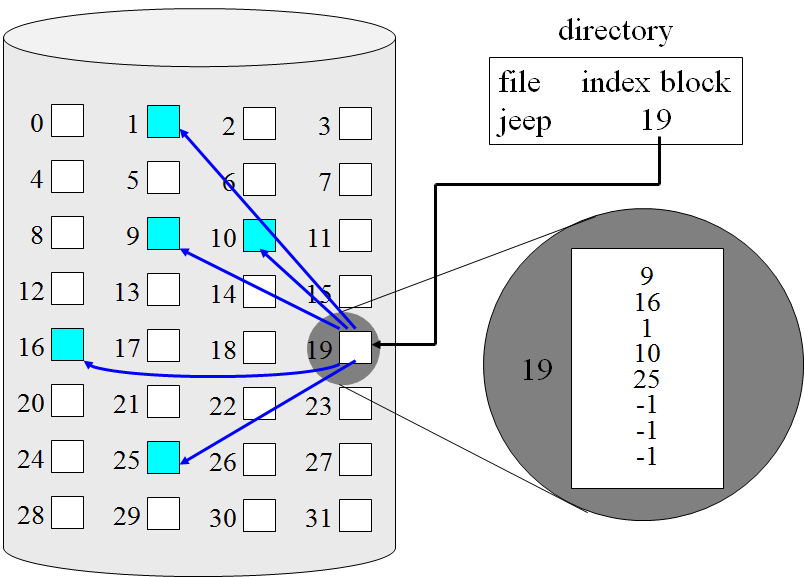 directory
file index block
jeep 19
0 1 2 3
4 5 6 7
8 9 10 11
12 13 14 15
16 17 18 19
20 21 22 23
24 25 26 27
28 29 30 31
19
9
16
1
10
25
-1
-1
-1